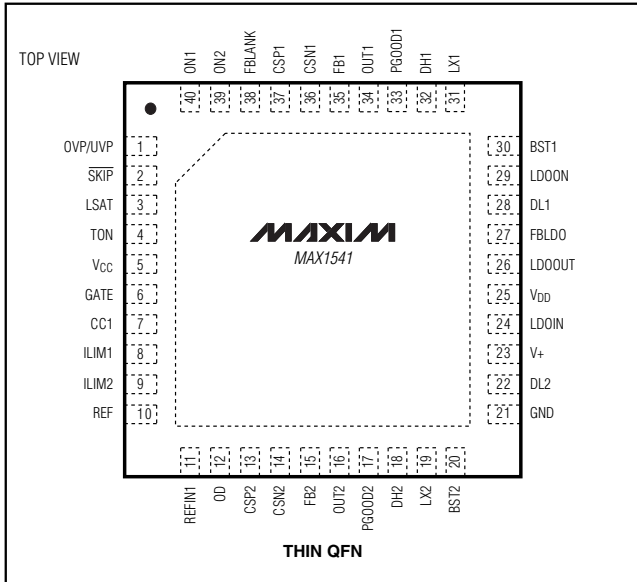 TOP VIEW
ON1
ON2
FBLANK
CSP1
CSN1
FB1
OUT1
PGOOD1
DH1
LX1
40
39
38
37
36
35
34
33
32
31
OVP/UVP 1
SKIP 2
LSAT 3
TON 4
VCC 5
GATE 6
CC1 7
ILIM1 8
ILIM2 9
REF 10
MAXIM
MAX1541
30 BST1
29 LDOON
28 DL1
27 FBLDO
26 LDOOUT
25 VDD
24 LDOIN
23 V+
22 DL2
21 GND
11
12
13
14
15
16
17
18
19
20
REFIN1
OD
CSP2
CSN2
FB2
OUT2
PGOOD2
DH2
LX2
BST2
THIN QFN